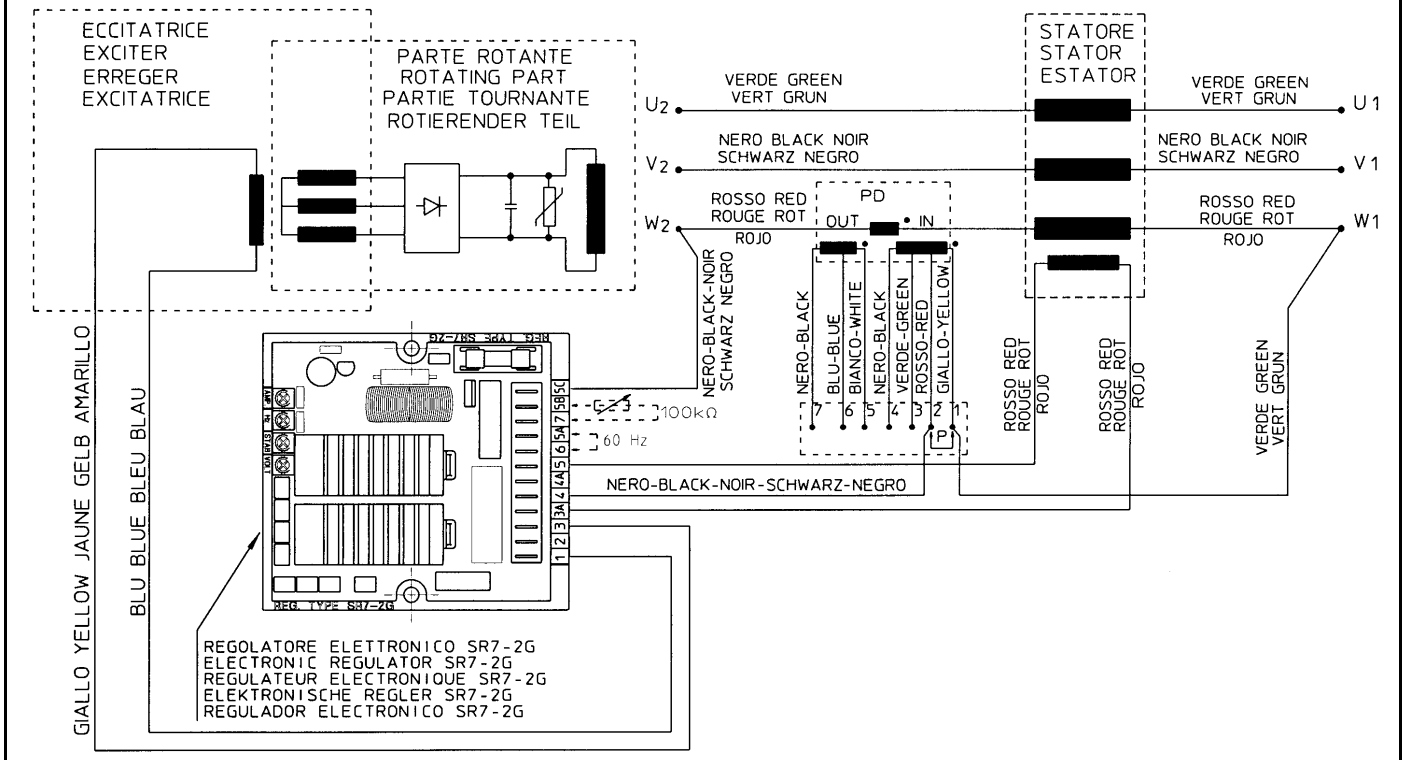 ECCITATRICE
EXCITER
ERREGER
EXCITATRICE
PARTE ROTANTE
ROTATING PART
PARTIE TOURNANTE
ROTIERENDER TEIL
STATORE
STATOR
ESTATOR
VERDE GREEN
VERT GRUN
U2
VERDE GREEN
VERT GRUN
U1
NERO BLACK NOIR
SCHWARZ NEGRO
V2
NERO BLACK NOIR
SCHWARZ NEGRO
V1
ROSSO RED
ROUGE ROT
ROJO
W2
PD
OUT
IN
ROSSO RED
ROUGE ROT
ROJO
W1
NERO-BLACK-NOIR
SCHWARZ NEGRO
NERO-BLACK
BLU-BLUE
BIANCO-WHITE
NERO-BLACK
VERDE-GREEN
ROSSO-RED
GIALLO-YELLOW
7 6 5 4 3 2 1
P
ROSSO RED
ROUGE ROT
ROJO
ROSSO RED
ROUGE ROT
ROJO
VERDE GREEN
VERT GRUN
GIALLO YELLOW JAUNE GELB AMARILLO
BLU BLUE BLEU BLAU
REG. TYPE SR7-2G
AMP
Hz
STAB
VOLT
SC
5B
7
5A
6
5
4A
4
3A
3
2
1
100kΩ
60 Hz
NERO-BLACK-NOIR-SCHWARZ-NEGRO
REG. TYPE SR7-2G
REGOLATORE ELETTRONICO SR7-2G
ELECTRONIC REGULATOR SR7-2G
REGULATEUR ELECTRONIQUE SR7-2G
ELEKTRONISCHE REGLER SR7-2G
REGULADOR ELECTRONICO SR7-2G